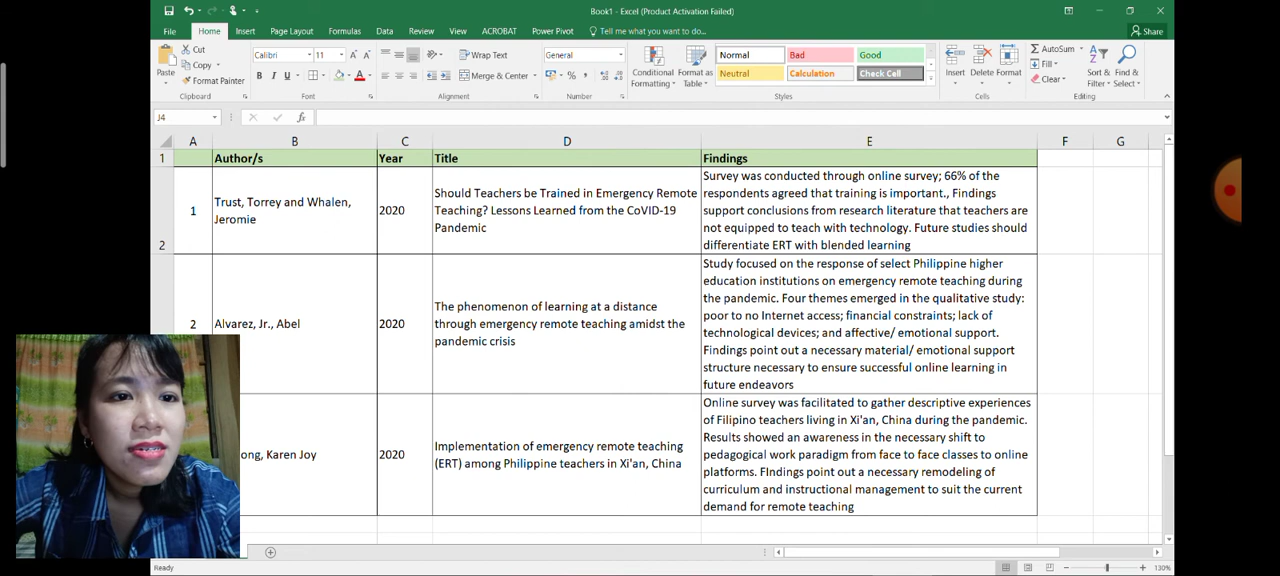 Book1 - Excel (Product Activation Failed)
File Home Insert Page Layout Formulas Data Review View ACROBAT Power Pivot Tell me what you want to do... Share
Cut
Copy
Format Painter
Paste
Clipboard
Calibri 11
B I U
Font
Wrap Text
Merge & Center
Alignment
General
%
Number
Conditional Formatting
Format as Table
Normal Bad Good
Neutral Calculation Check Cell
Styles
Insert Delete Format
Cells
AutoSum
Fill
Clear
Sort & Filter
Find & Select
Editing
J4
fx
A B C D E F G
1 Author/s Year Title Findings
2
1
Trust, Torrey and Whalen,
Jeromie
2020
Should Teachers be Trained in Emergency Remote
Teaching? Lessons Learned from the CoVID-19
Pandemic
Survey was conducted through online survey; 66% of the
respondents agreed that training is important., Findings
support conclusions from research literature that teachers are
not equipped to teach with technology. Future studies should
differentiate ERT with blended learning
2
Alvarez, Jr., Abel
2020
The phenomenon of learning at a distance
through emergency remote teaching amidst the
pandemic crisis
Study focused on the response of select Philippine higher
education institutions on emergency remote teaching during
the pandemic. Four themes emerged in the qualitative study:
poor to no Internet access; financial constraints; lack of
technological devices; and affective/ emotional support.
Findings point out a necessary material/ emotional support
structure necessary to ensure successful online learning in
future endeavors
ong, Karen Joy
2020
Implementation of emergency remote teaching
(ERT) among Philippine teachers in Xi'an, China
Online survey was facilitated to gather descriptive experiences
of Filipino teachers living in Xi'an, China during the pandemic.
Results showed an awareness in the necessary shift to
pedagogical work paradigm from face to face classes to online
platforms. FIndings point out a necessary remodeling of
curriculum and instructional management to suit the current
demand for remote teaching
Ready
130%